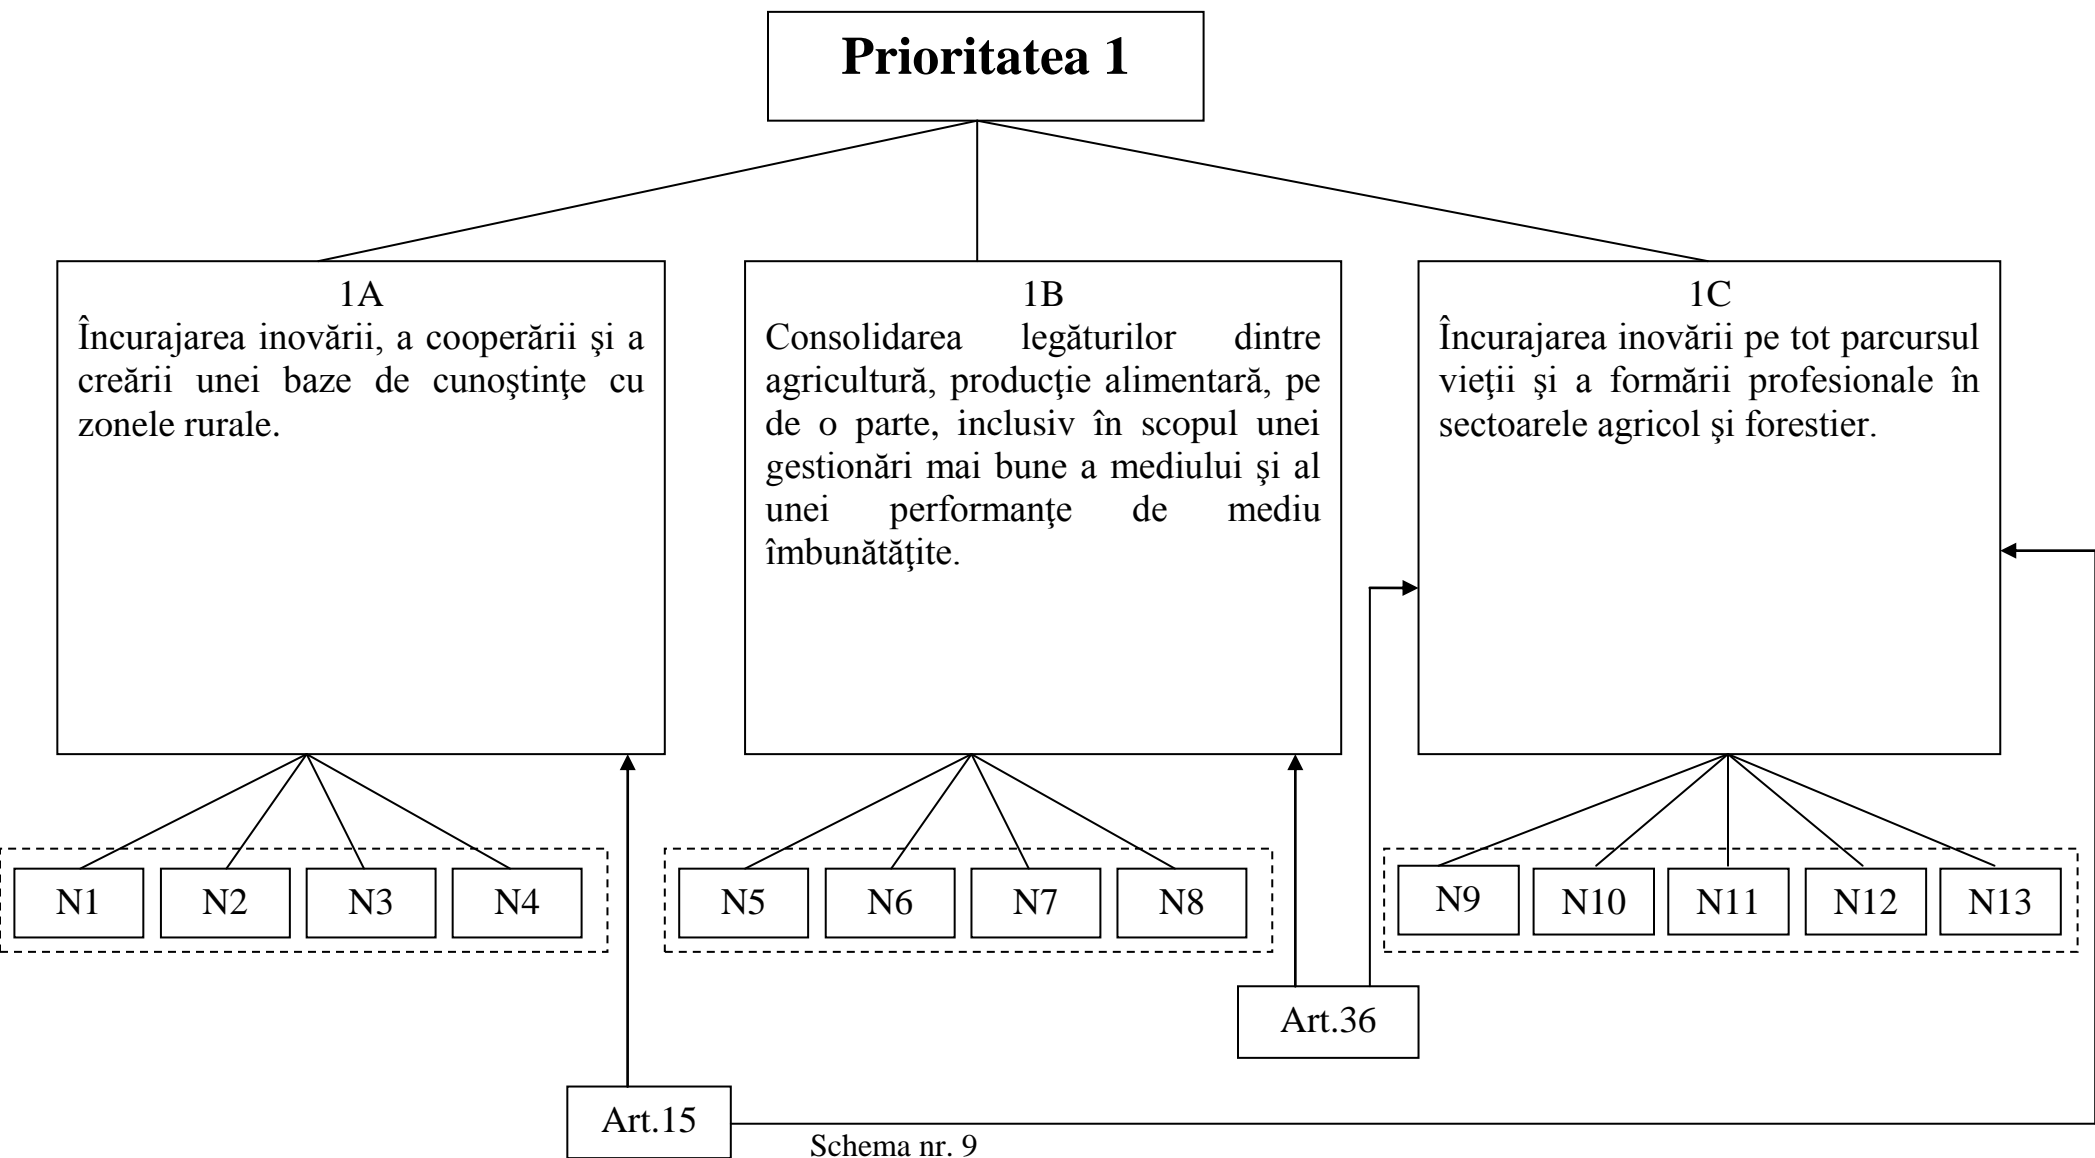 Prioritatea 1
1A
Încurajarea inovării, a cooperării şi a
creării unei baze de cunoştinţe cu
zonele rurale.
1B
Consolidarea legăturilor dintre
agricultură, producţie alimentară, pe
de o parte, inclusiv în scopul unei
gestionări mai bune a mediului şi al
unei performanţe de mediu
îmbunătăţite.
1C
Încurajarea inovării pe tot parcursul
vieţii şi a formării profesionale în
sectoarele agricol şi forestier.
N1
N2
N3
N4
N5
N6
N7
N8
N9
N10
N11
N12
N13
Art.36
Art.15
Schema nr. 9